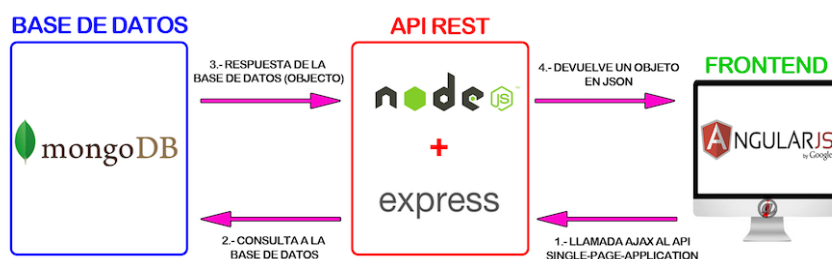 BASE DE DATOS
API REST
3.- RESPUESTA DE LA
BASE DE DATOS (OBJECTO)
4.- DEVUELVE UN OBJETO
EN JSON
FRONTEND
node
JS
mongoDB
+
ANGULARJS
by Google
express
2.- CONSULTA A LA
BASE DE DATOS
1.- LLAMADA AJAX AL API
SINGLE-PAGE-APPLICATION